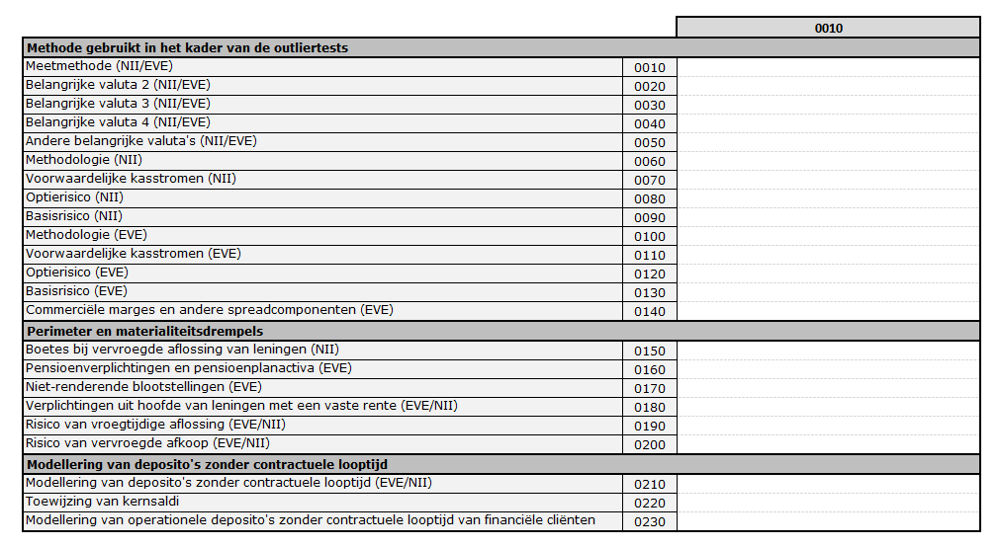 0010
Methode gebruikt in het kader van de outliertests
Meetmethode (NII/EVE) 0010
Belangrijke valuta 2 (NII/EVE) 0020
Belangrijke valuta 3 (NII/EVE) 0030
Belangrijke valuta 4 (NII/EVE) 0040
Andere belangrijke valuta's (NII/EVE) 0050
Methodologie (NII) 0060
Voorwaardelijke kasstromen (NII) 0070
Optierisico (NII) 0080
Basisrisico (NII) 0090
Methodologie (EVE) 0100
Voorwaardelijke kasstromen (EVE) 0110
Optierisico (EVE) 0120
Basisrisico (EVE) 0130
Commerciële marges en andere spreadcomponenten (EVE) 0140
Perimeter en materialiteitsdrempels
Boetes bij vervroegde aflossing van leningen (NII) 0150
Pensioenverplichtingen en pensioenplanactiva (EVE) 0160
Niet-renderende blootstellingen (EVE) 0170
Verplichtingen uit hoofde van leningen met een vaste rente (EVE/NII) 0180
Risico van vroegtijdige aflossing (EVE/NII) 0190
Risico van vervroegde afkoop (EVE/NII) 0200
Modellering van deposito's zonder contractuele looptijd
Modellering van deposito's zonder contractuele looptijd (EVE/NII) 0210
Toewijzing van kernsaldi 0220
Modellering van operationele deposito's zonder contractuele looptijd van financiële cliënten 0230